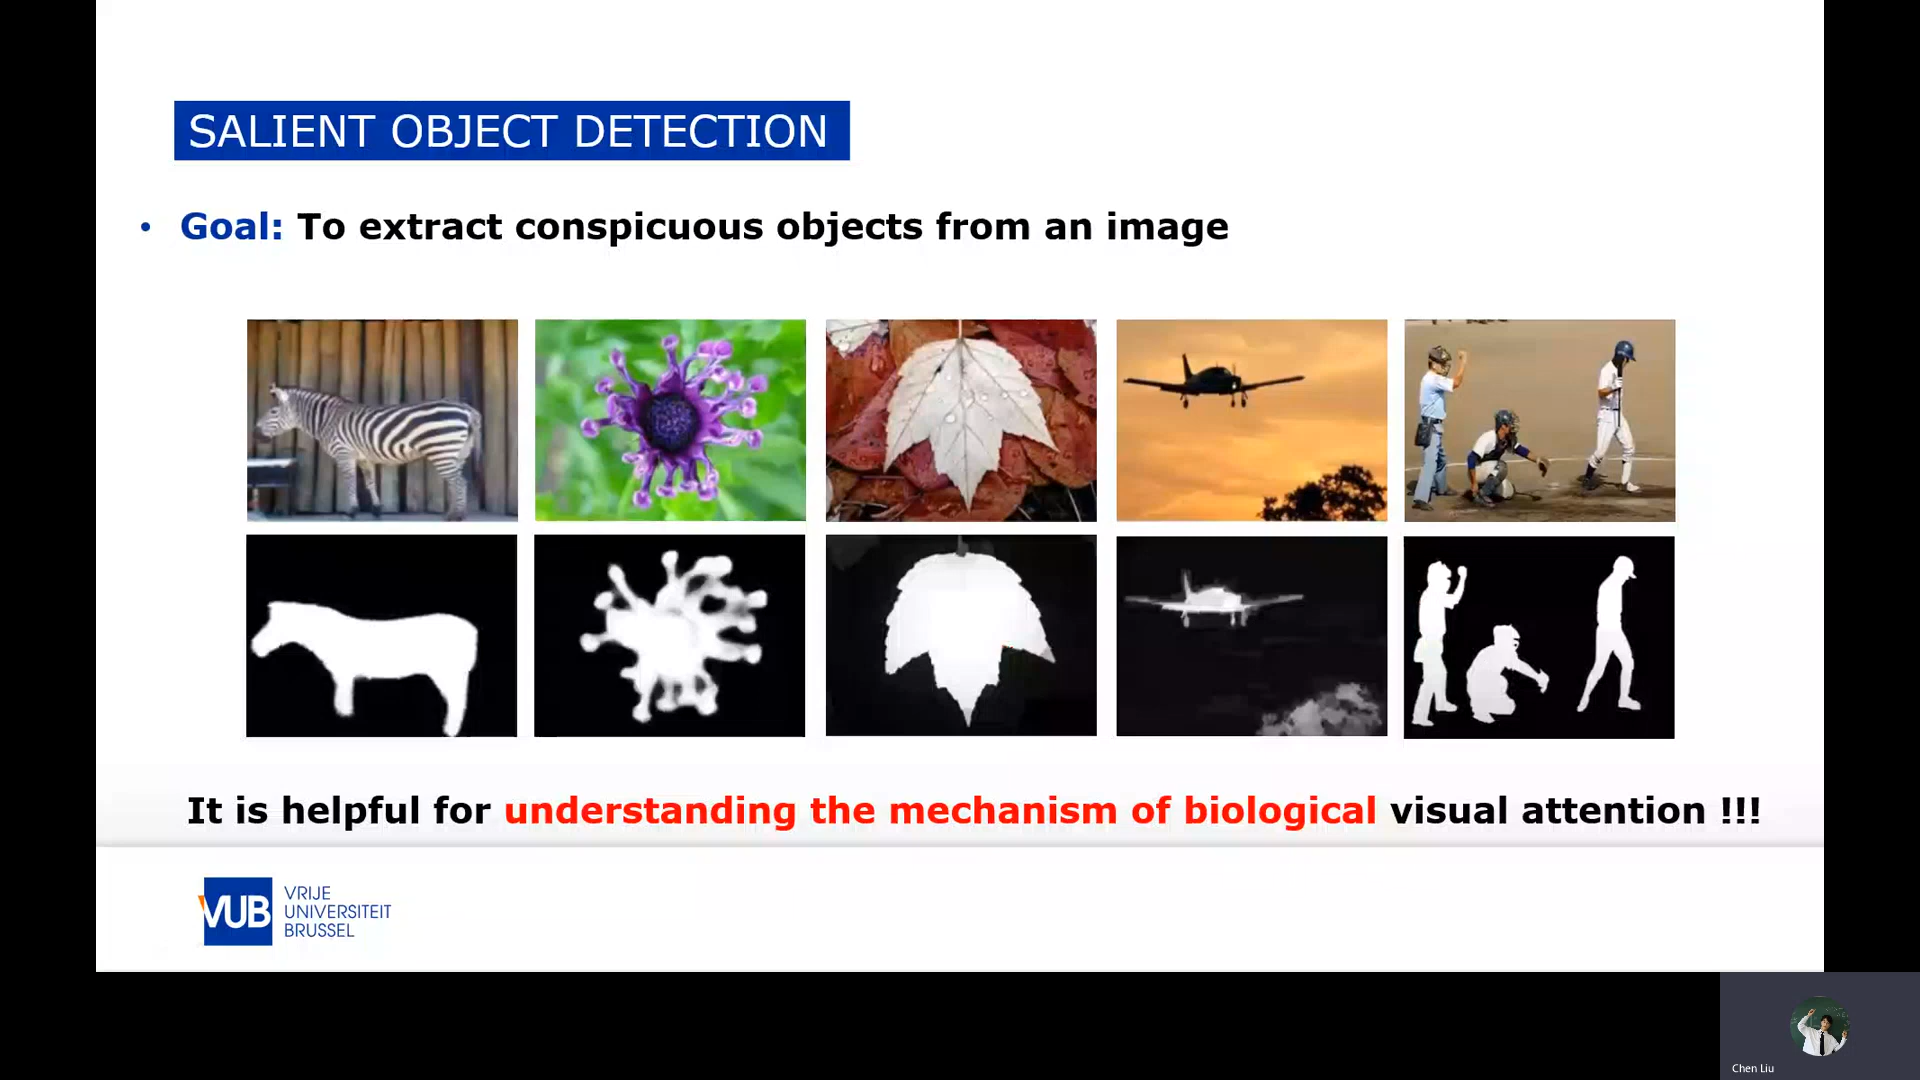 SALIENT OBJECT DETECTION
• Goal: To extract conspicuous objects from an image
It is helpful for understanding the mechanism of biological visual attention !!!
VUB
VRIJE
UNIVERSITEIT
BRUSSEL
Chen Liu